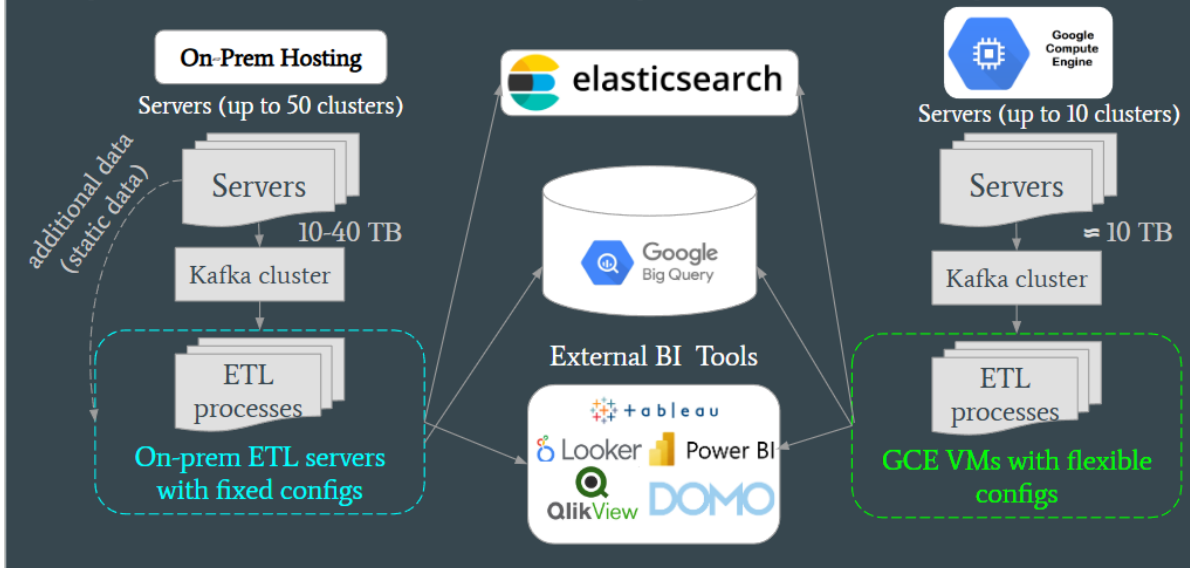 On-Prem Hosting
Servers (up to 50 clusters)
additional data
(static data)
Servers
10-40 TB
Kafka cluster
ETL
processes
On-prem ETL servers
with fixed configs
elasticsearch
Google
Big Query
External BI Tools
+ableau
Looker
Power BI
QlikView
DOMO
Google
Compute
Engine
Servers (up to 10 clusters)
Servers
≈ 10 TB
Kafka cluster
ETL
processes
GCE VMs with flexible
configs